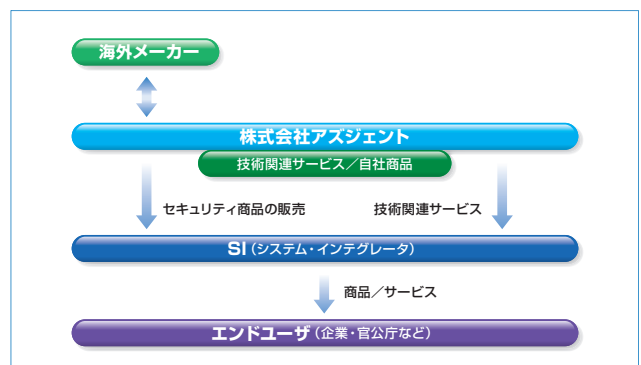 海外メーカー
株式会社アズジェント
技術関連サービス／自社商品
セキュリティ商品の販売
技術関連サービス
SI（システム・インテグレータ）
商品／サービス
エンドユーザ（企業・官公庁など）